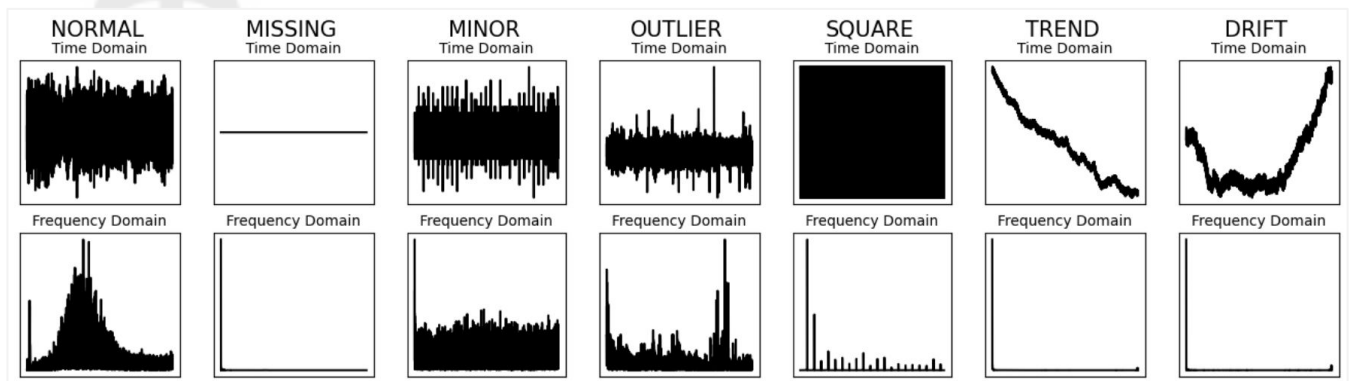 NORMAL MISSING MINOR OUTLIER SQUARE TREND DRIFT
Time Domain Time Domain Time Domain Time Domain Time Domain Time Domain Time Domain
Frequency Domain Frequency Domain Frequency Domain Frequency Domain Frequency Domain Frequency Domain Frequency Domain